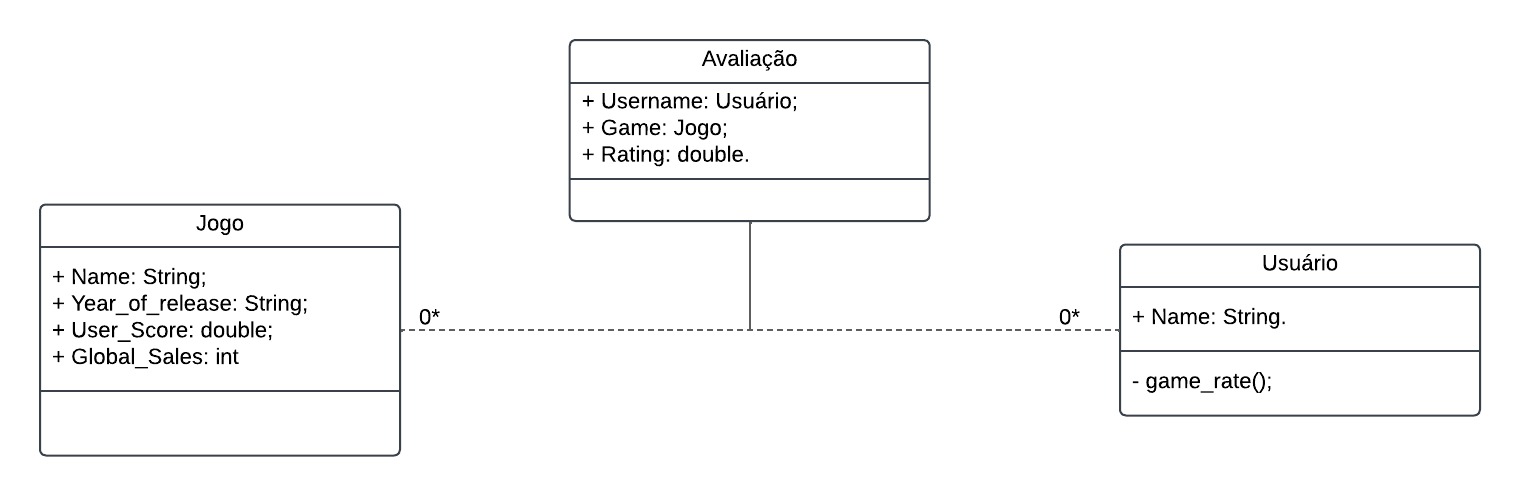 Avaliação
+ Username: Usuário;
+ Game: Jogo;
+ Rating: double.
Jogo
+ Name: String;
+ Year_of_release: String;
+ User_Score: double;
+ Global_Sales: int
0*
0*
Usuário
+ Name: String.
- game_rate();